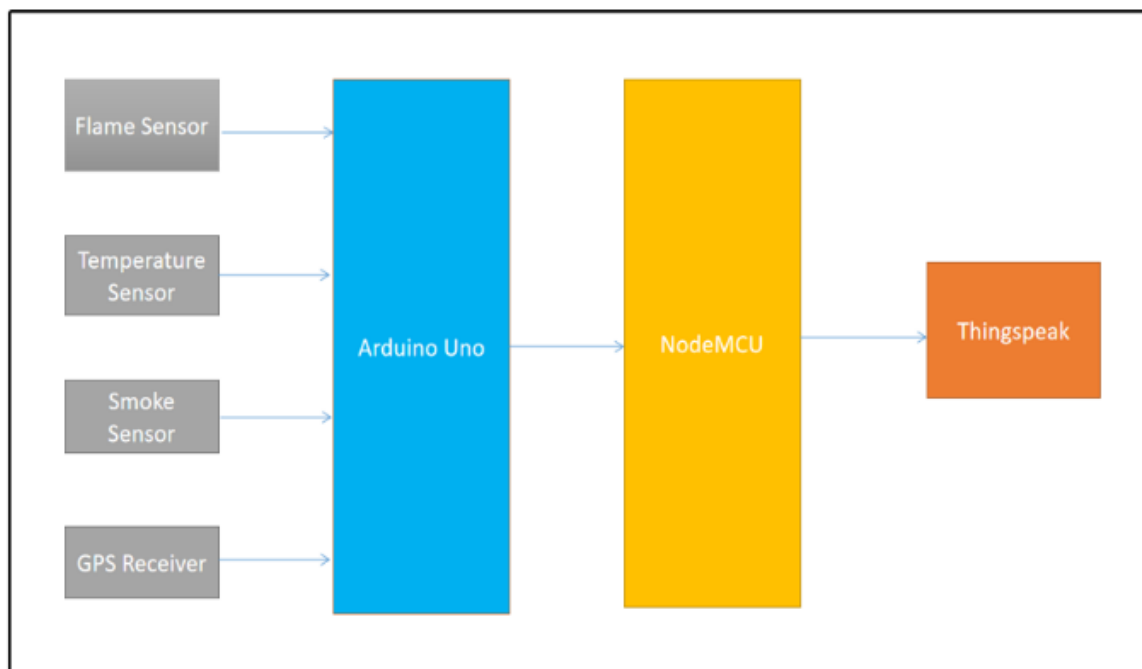 Flame Sensor
Temperature
Sensor
Smoke
Sensor
GPS Receiver
Arduino Uno
NodeMCU
Thingspeak